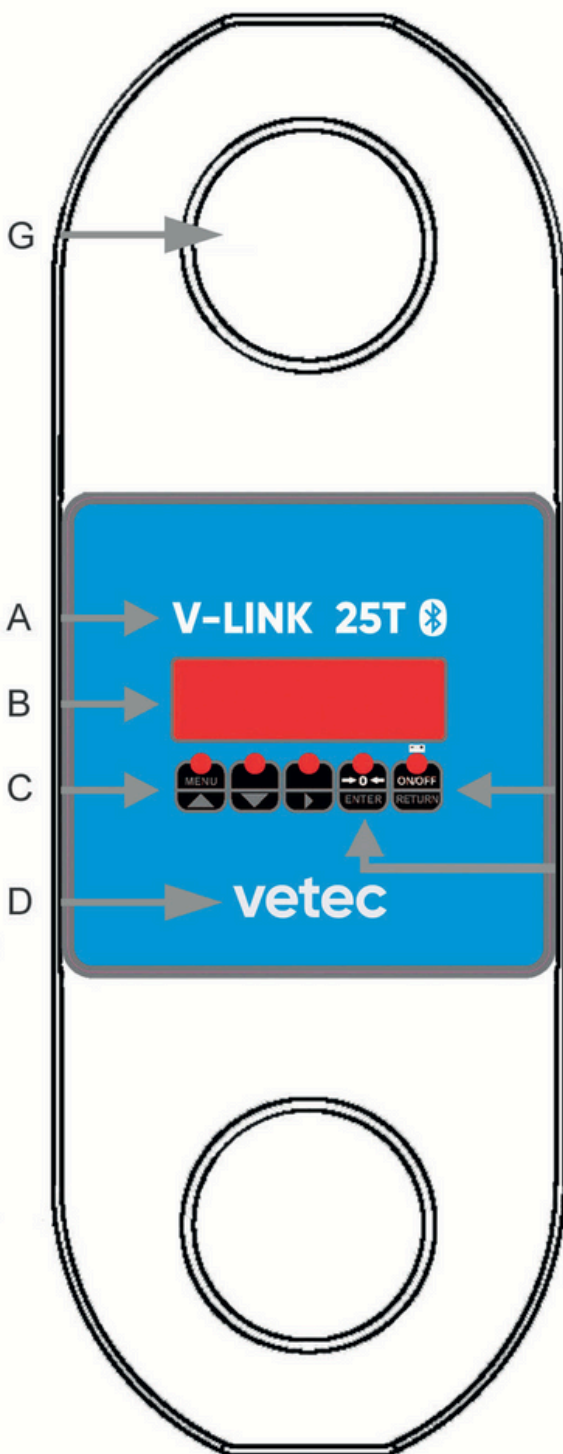 G
A
V-LINK 25T
B
C
MENU
→0←
ENTER
ON/OFF
RETURN
D
vetec